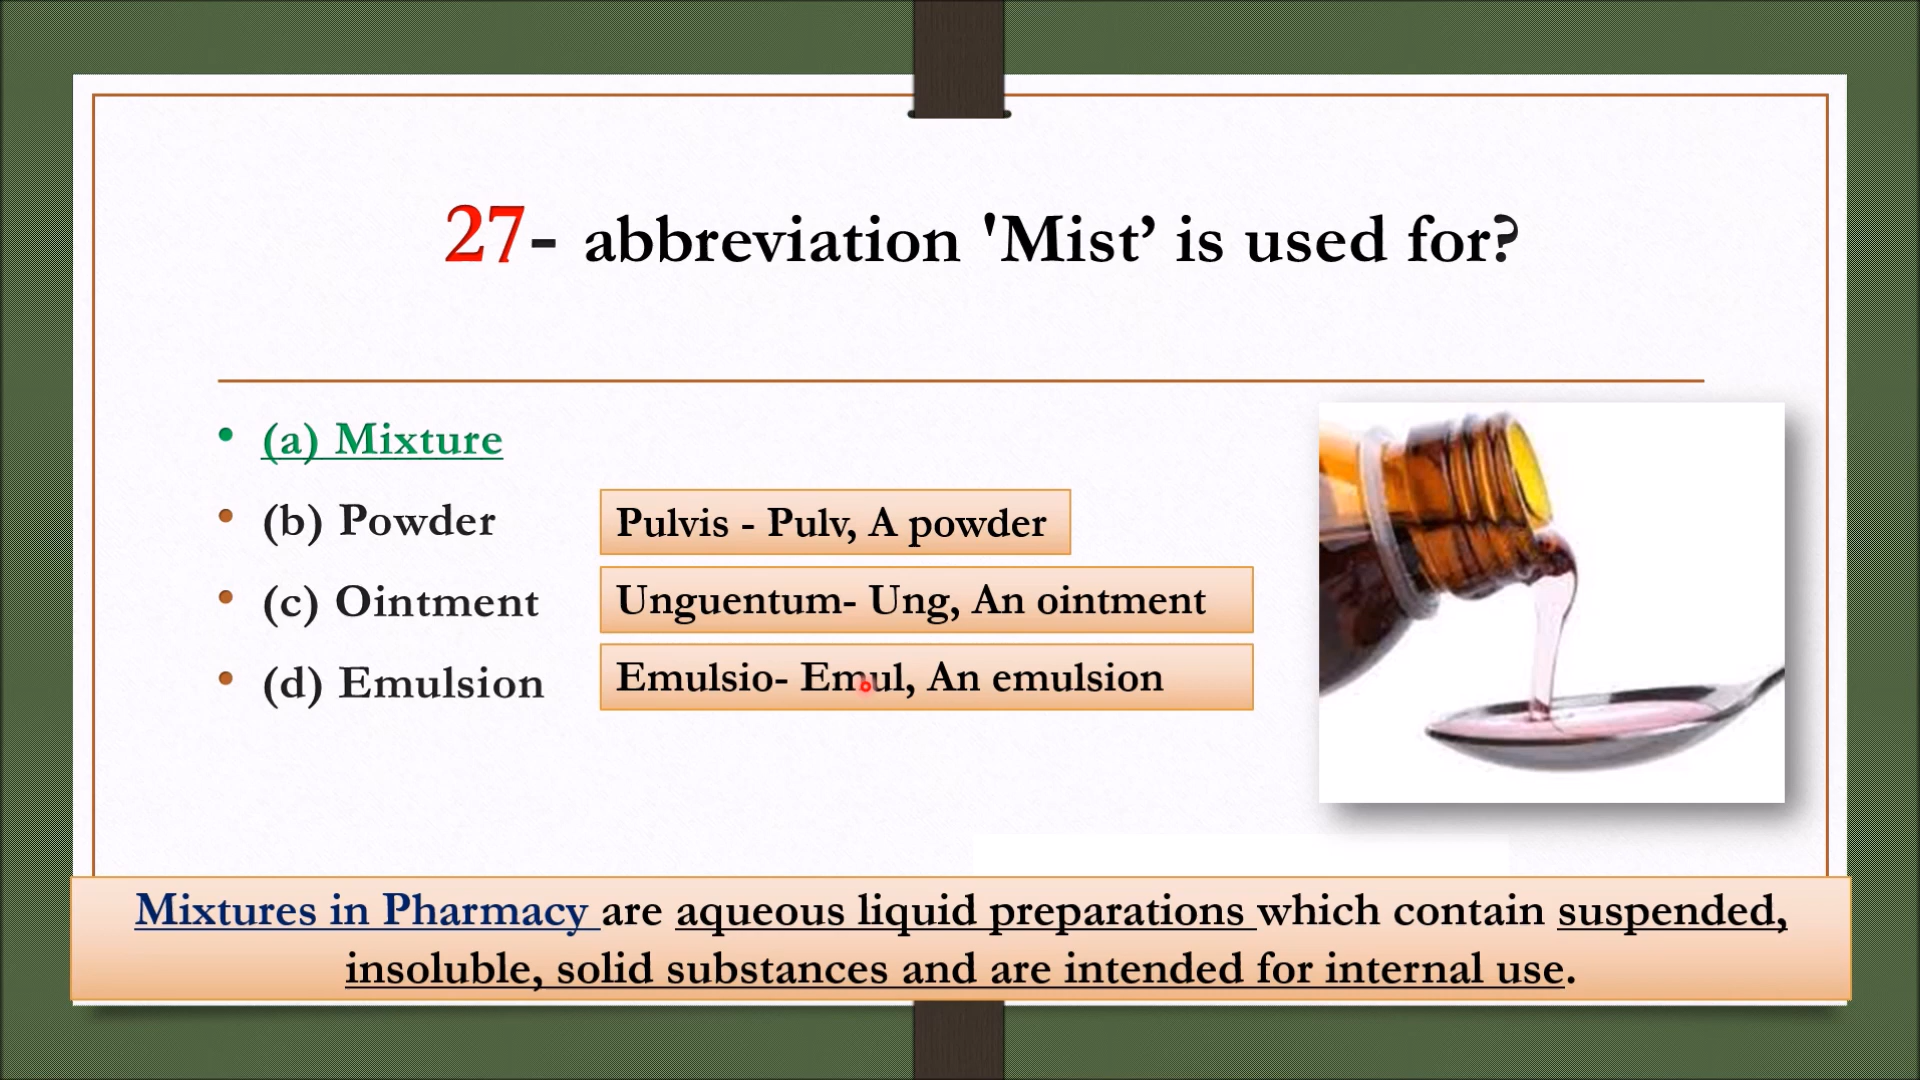 27- abbreviation 'Mist’ is used for?
• (a) Mixture
• (b) Powder
Pulvis - Pulv, A powder
• (c) Ointment
Unguentum- Ung, An ointment
• (d) Emulsion
Emulsio- Emul, An emulsion
Mixtures in Pharmacy are aqueous liquid preparations which contain suspended,
insoluble, solid substances and are intended for internal use.